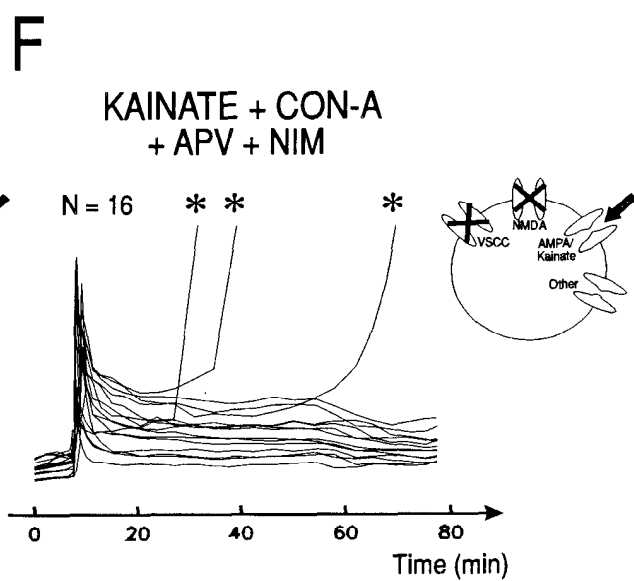 F
KAINATE + CON-A
+ APV + NIM
N = 16
* * *
NMDA
VSCC
AMPA/
Kainate
Other
0 20 40 60 80
Time (min)